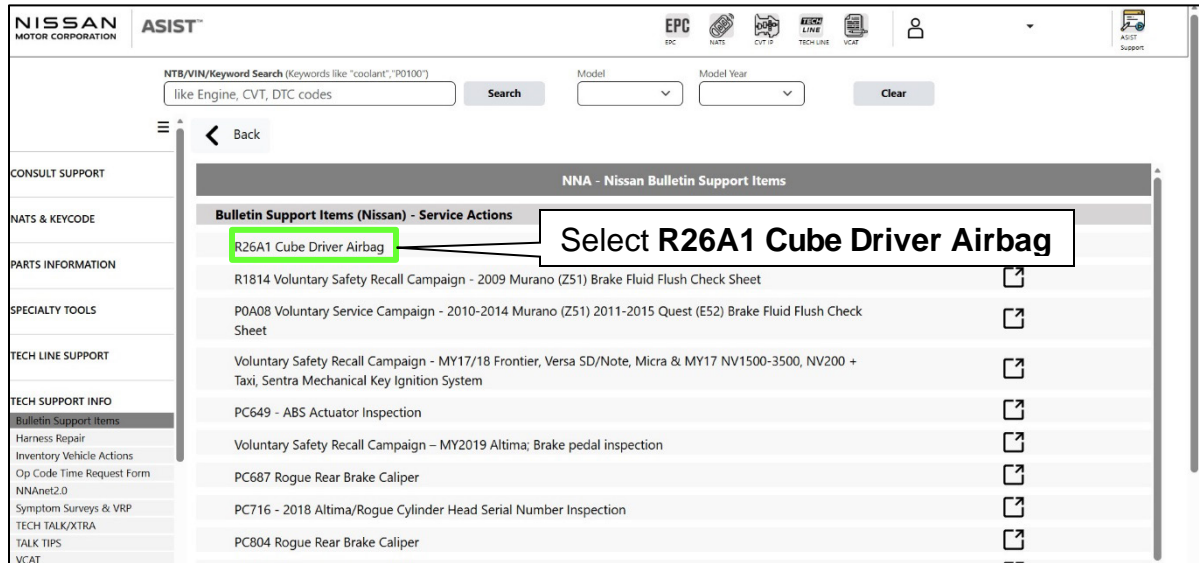 NISSAN
MOTOR CORPORATION
ASIST™
EPC
EPC
NATS
CVT IP
TECH LINE
TECH LINE
VCAT
ASIST
Support
NTB/VIN/Keyword Search (Keywords like "coolant","P0100")
Model
Model Year
like Engine, CVT, DTC codes
Search
Clear
Back
CONSULT SUPPORT
NATS & KEYCODE
PARTS INFORMATION
SPECIALTY TOOLS
TECH LINE SUPPORT
TECH SUPPORT INFO
Bulletin Support Items
Harness Repair
Inventory Vehicle Actions
Op Code Time Request Form
NNAnet2.0
Symptom Surveys & VRP
TECH TALK/XTRA
TALK TIPS
VCAT
NNA - Nissan Bulletin Support Items
Bulletin Support Items (Nissan) - Service Actions
R26A1 Cube Driver Airbag
Select R26A1 Cube Driver Airbag
R1814 Voluntary Safety Recall Campaign - 2009 Murano (Z51) Brake Fluid Flush Check Sheet
P0A08 Voluntary Service Campaign - 2010-2014 Murano (Z51) 2011-2015 Quest (E52) Brake Fluid Flush Check
Sheet
Voluntary Safety Recall Campaign - MY17/18 Frontier, Versa SD/Note, Micra & MY17 NV1500-3500, NV200 +
Taxi, Sentra Mechanical Key Ignition System
PC649 - ABS Actuator Inspection
Voluntary Safety Recall Campaign – MY2019 Altima; Brake pedal inspection
PC687 Rogue Rear Brake Caliper
PC716 - 2018 Altima/Rogue Cylinder Head Serial Number Inspection
PC804 Rogue Rear Brake Caliper